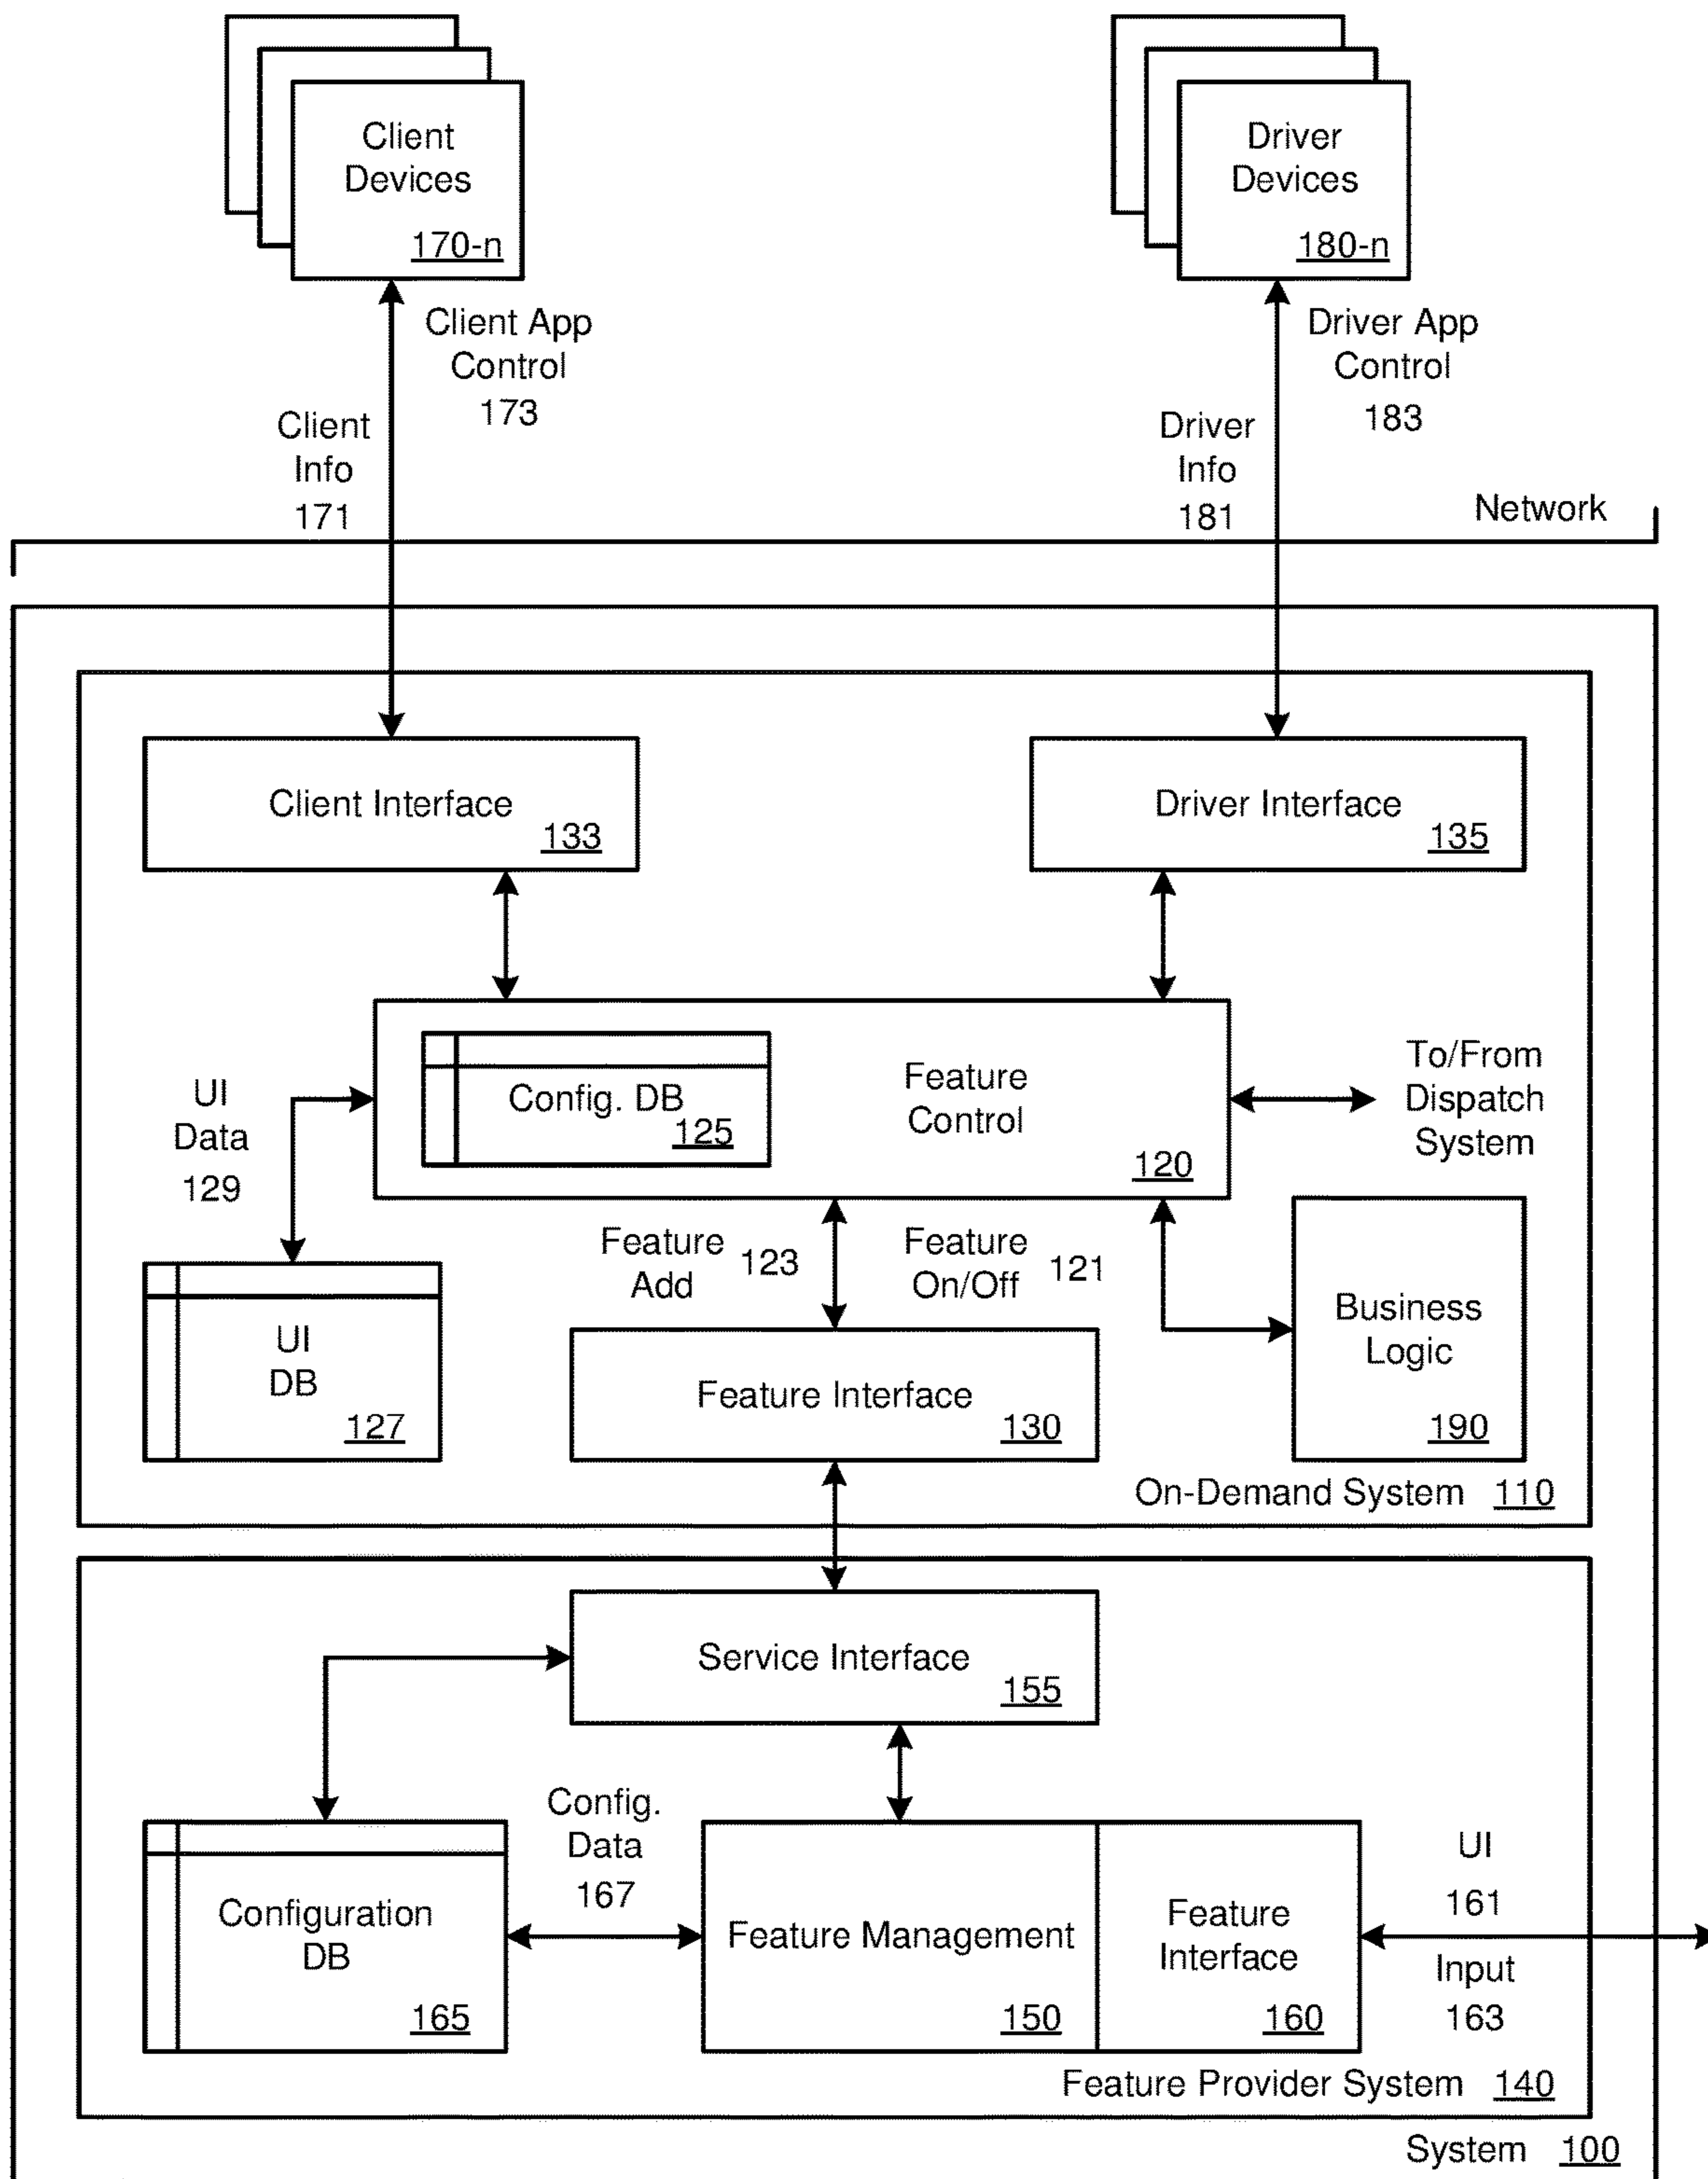 Client
Devices
170-n
Driver
Devices
180-n
Client App
Control
173
Driver App
Control
183
Client
Info
171
Driver
Info
181
Network
Client Interface
133
Driver Interface
135
UI
Data
129
Config. DB
125
Feature
Control
120
To/From
Dispatch
System
Feature
Add
123
Feature
On/Off
121
UI
DB
127
Feature Interface
130
Business
Logic
190
On-Demand System 110
Service Interface
155
Config.
Data
167
Configuration
DB
165
Feature Management
150
Feature
Interface
160
UI
161
Input
163
Feature Provider System 140
System 100